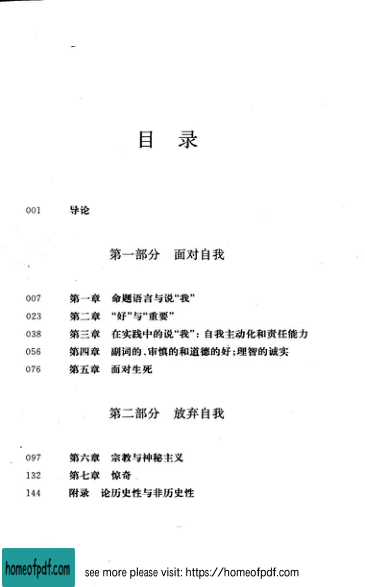 目 录
001 导论
第一部分 面对自我
007 第一章 命题语言与说“我”
023 第二章 “好”与“重要”
038 第三章 在实践中的说“我”：自我主动化和责任能力
056 第四章 副词的、审慎的和道德的好；理智的诚实
076 第五章 面对生死
第二部分 放弃自我
097 第六章 宗教与神秘主义
132 第七章 惊奇
144 附录 论历史性与非历史性
homeofpdf.com see more please visit: https://homeofpdf.com